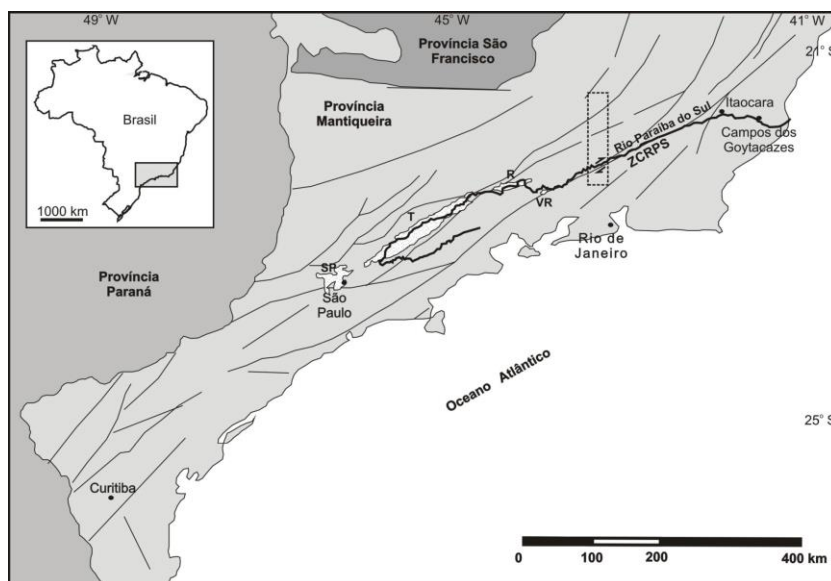 49° W
45° W
41° W
21° S
Província São
Francisco
Brasil
Província
Mantiqueira
Itaocara
Rio Paraíba do Sul
Campos dos
Goytacazes
ZCRPS
R
VR
1000 km
T
Rio de
Janeiro
SP
São
Paulo
Província
Paraná
Oceano Atlântico
25° S
Curitiba
0 100 200 400 km